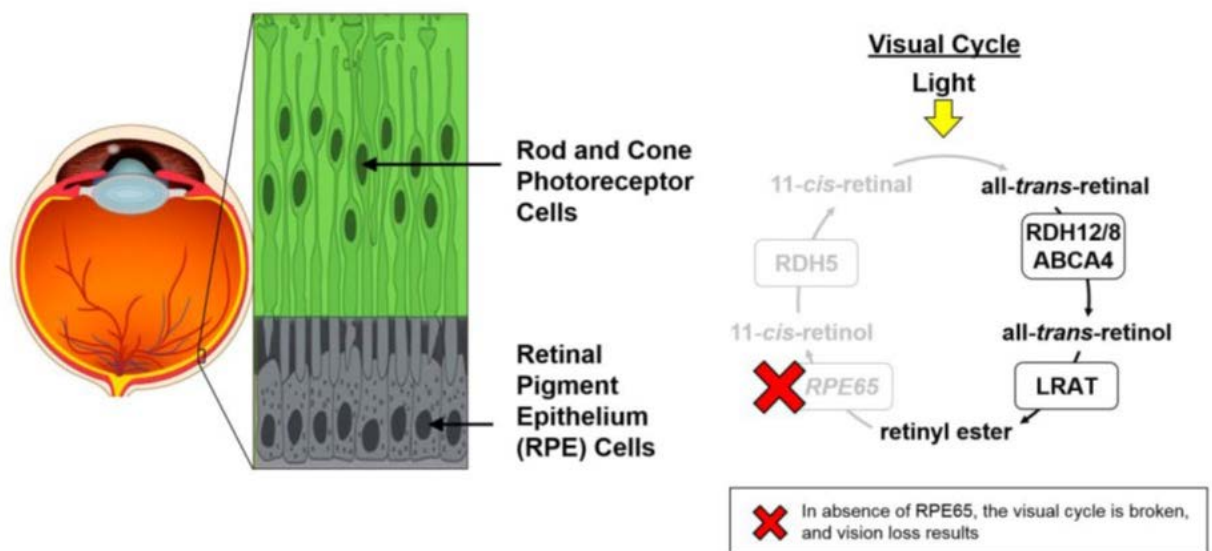 Rod and Cone
Photoreceptor
Cells
Retinal
Pigment
Epithelium
(RPE) Cells
Visual Cycle
Light
11-cis-retinal
all-trans-retinal
RDH12/8
ABCA4
RDH5
11-cis-retinol
all-trans-retinol
RPE65
LRAT
retinyl ester
In absence of RPE65, the visual cycle is broken,
and vision loss results